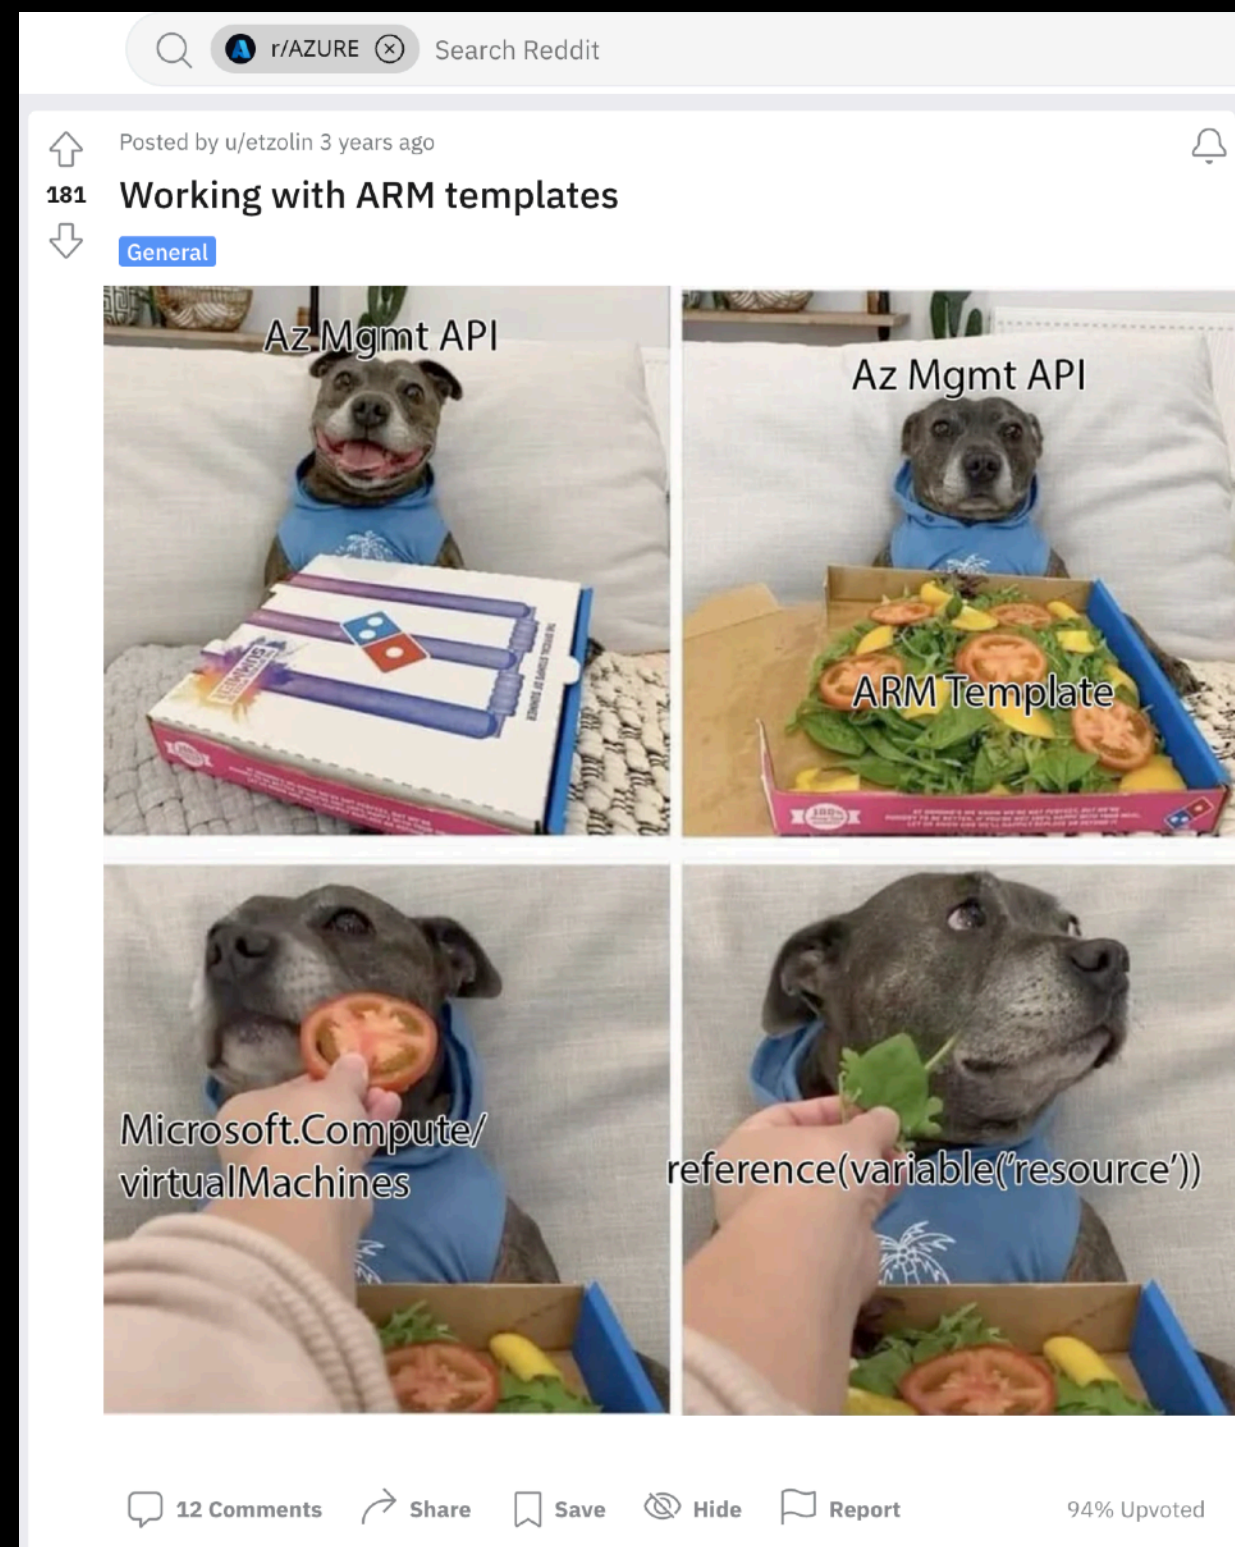 r/AZURE Search Reddit
Posted by u/etzolin 3 years ago
181
Working with ARM templates
General
Az Mgmt API
Az Mgmt API
ARM Template
Microsoft.Compute/
virtualMachines
reference(variable('resource'))
12 Comments Share Save Hide Report 94% Upvoted